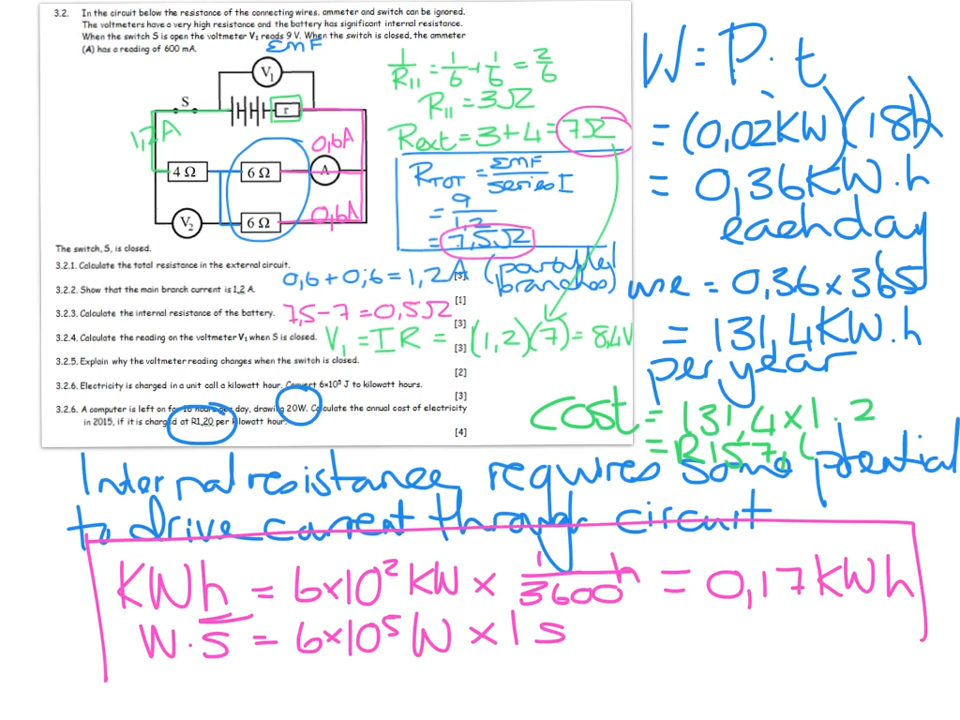 3.2. In the circuit below the resistance of the connecting wires, ammeter and switch can be ignored.
The voltmeters have a very high resistance and the battery has significant internal resistance.
When the switch S is open the voltmeter V₁ reads 9 V. When the switch is closed, the ammeter
(A) has a reading of 600 mA.
EMF
V₁
S
r
1,2A
0,6A
4 Ω
6 Ω
A
0,6A
V₂
6 Ω
1/R₁₁ = 1/6 + 1/6 = 2/6
R₁₁ = 3Ω
Rext = 3+4 = 7Ω
RTOT = EMF/series I
= 9/1,2
= 7,5Ω
The switch, S, is closed.
3.2.1. Calculate the total resistance in the external circuit.
[3]
0,6+0,6 = 1,2A (parallel branches)
3.2.2. Show that the main branch current is 1,2 A.
[1]
3.2.3. Calculate the internal resistance of the battery. 7,5-7 = 0,5Ω
[3]
3.2.4. Calculate the reading on the voltmeter V₁ when S is closed. V₁ = IR = (1,2)(7) = 8,4V
[3]
3.2.5. Explain why the voltmeter reading changes when the switch is closed.
[2]
3.2.6. Electricity is charged in a unit call a kilowatt hour. Convert 6×10⁵ J to kilowatt hours.
[3]
3.2.6. A computer is left on for hours per day, drawing 20W. Calculate the annual cost of electricity
in 2015, if it is charged at R1,20 per kilowatt hour.
[4]
W = P·t
= (0,02KW)(18h)
= 0,36KW.h
each day
= 0,36×365
= 131,4KW.h
per year
Cost = 131,4×1.2
= R157,
Internal resistance requires some potential
to drive current through circuit
KWh = 6×10² KW × 1/3600 h = 0,17KWh
W.S = 6×10⁵ W × 1s